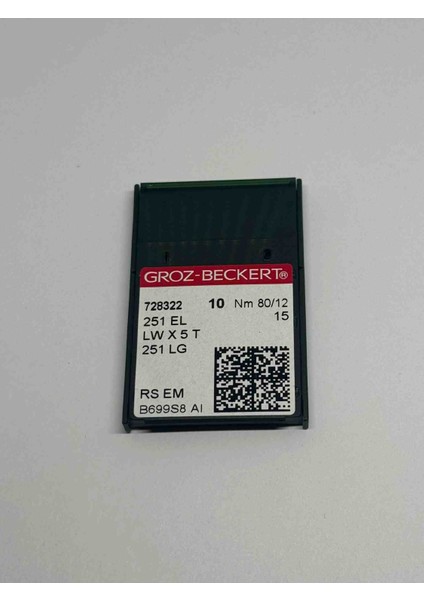 GROZ-BECKERT®
728322 10 Nm 80/12
251 EL 15
LW X 5 T
251 LG
RS EM
B699S8 AI